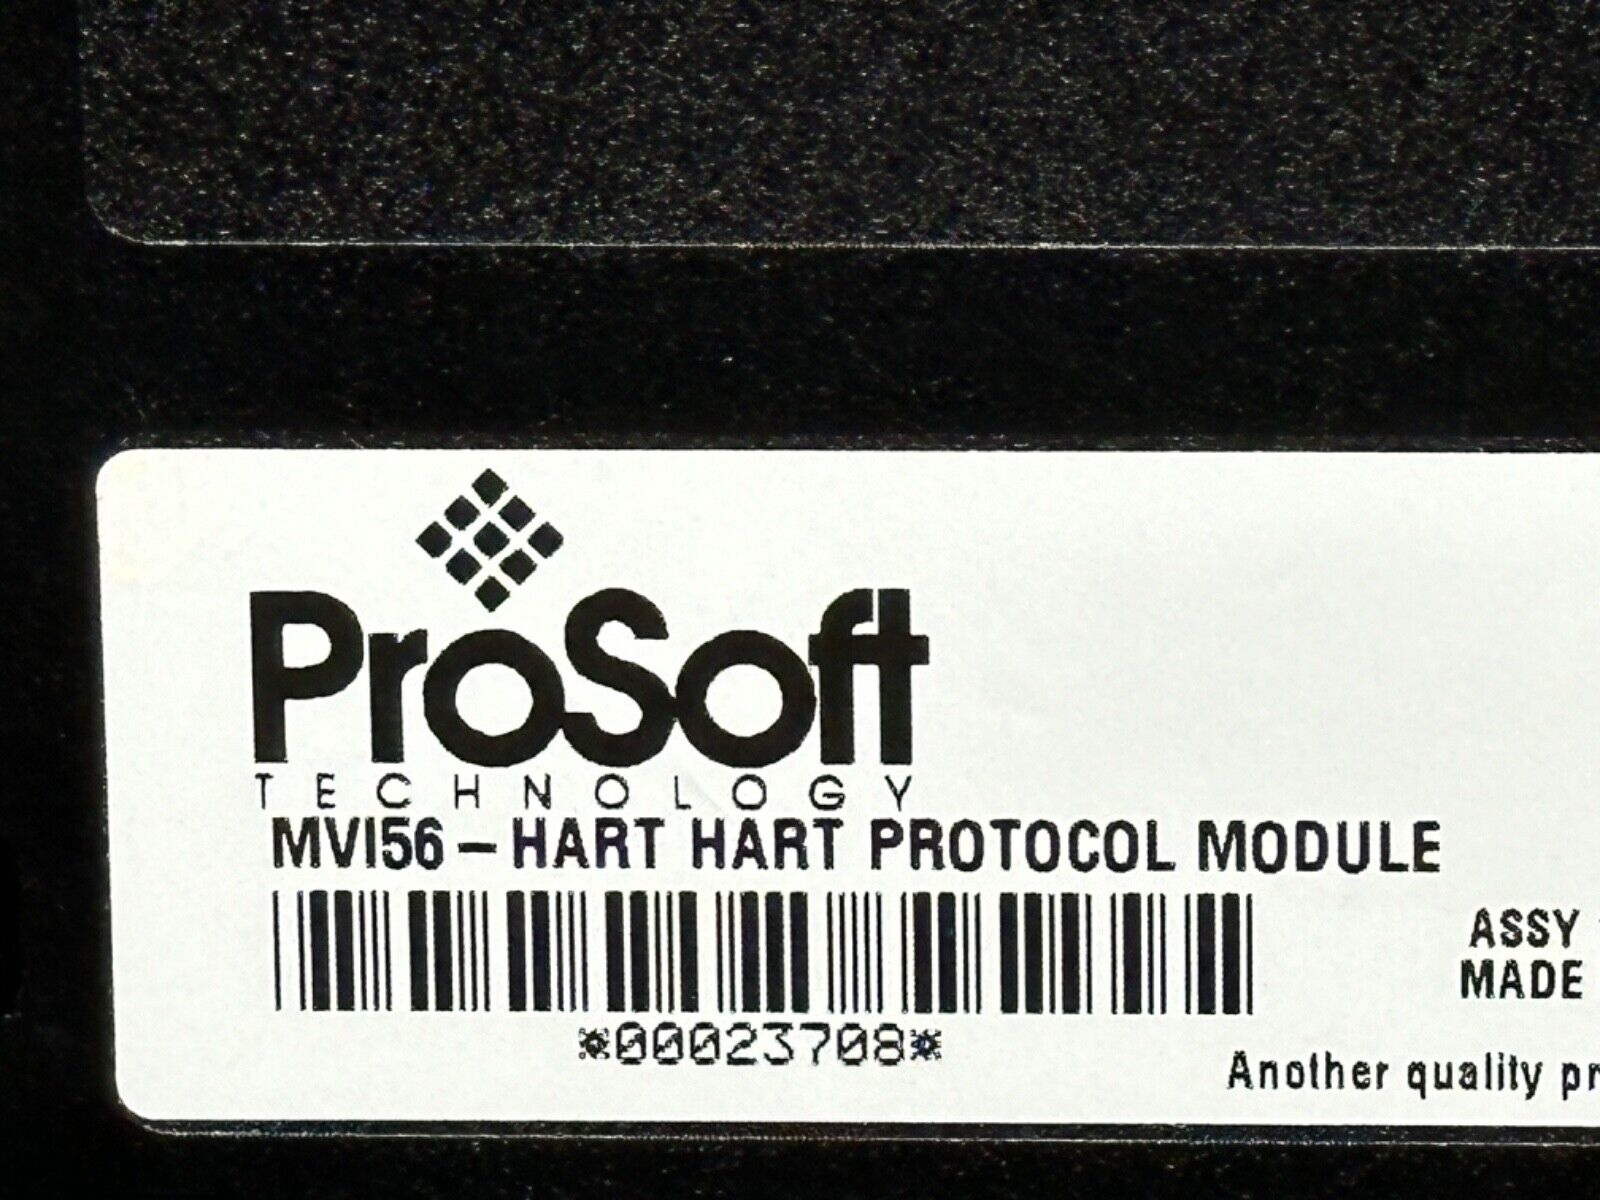 ProSoft
TECHNOLOGY
MVI56-HART HART PROTOCOL MODULE
ASSY
MADE
*00023708*
Another quality